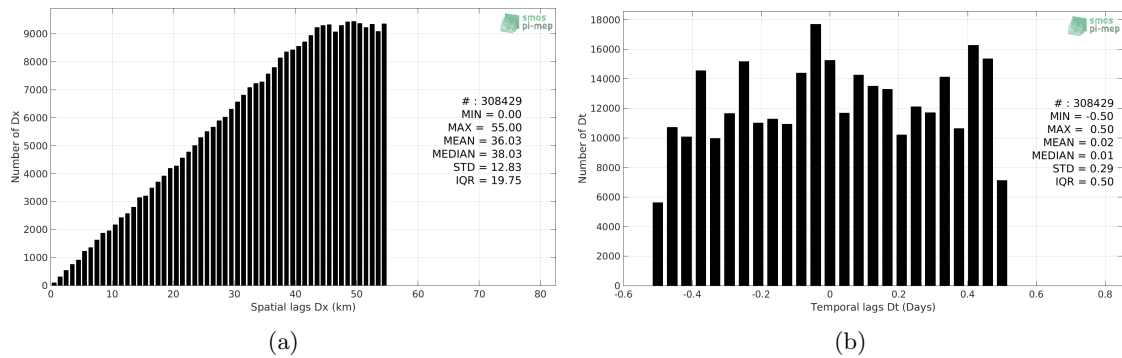 smos
pi-mep
9000
8000
7000
6000
5000
4000
3000
2000
1000
0
Number of Dx
# : 308429
MIN = 0.00
MAX = 55.00
MEAN = 36.03
MEDIAN = 38.03
STD = 12.83
IQR = 19.75
0 10 20 30 40 50 60 70 80
Spatial lags Dx (km)
(a)
smos
pi-mep
18000
16000
14000
12000
10000
8000
6000
4000
2000
0
Number of Dt
# : 308429
MIN = -0.50
MAX = 0.50
MEAN = 0.02
MEDIAN = 0.01
STD = 0.29
IQR = 0.50
-0.6 -0.4 -0.2 0 0.2 0.4 0.6 0.8
Temporal lags Dt (Days)
(b)